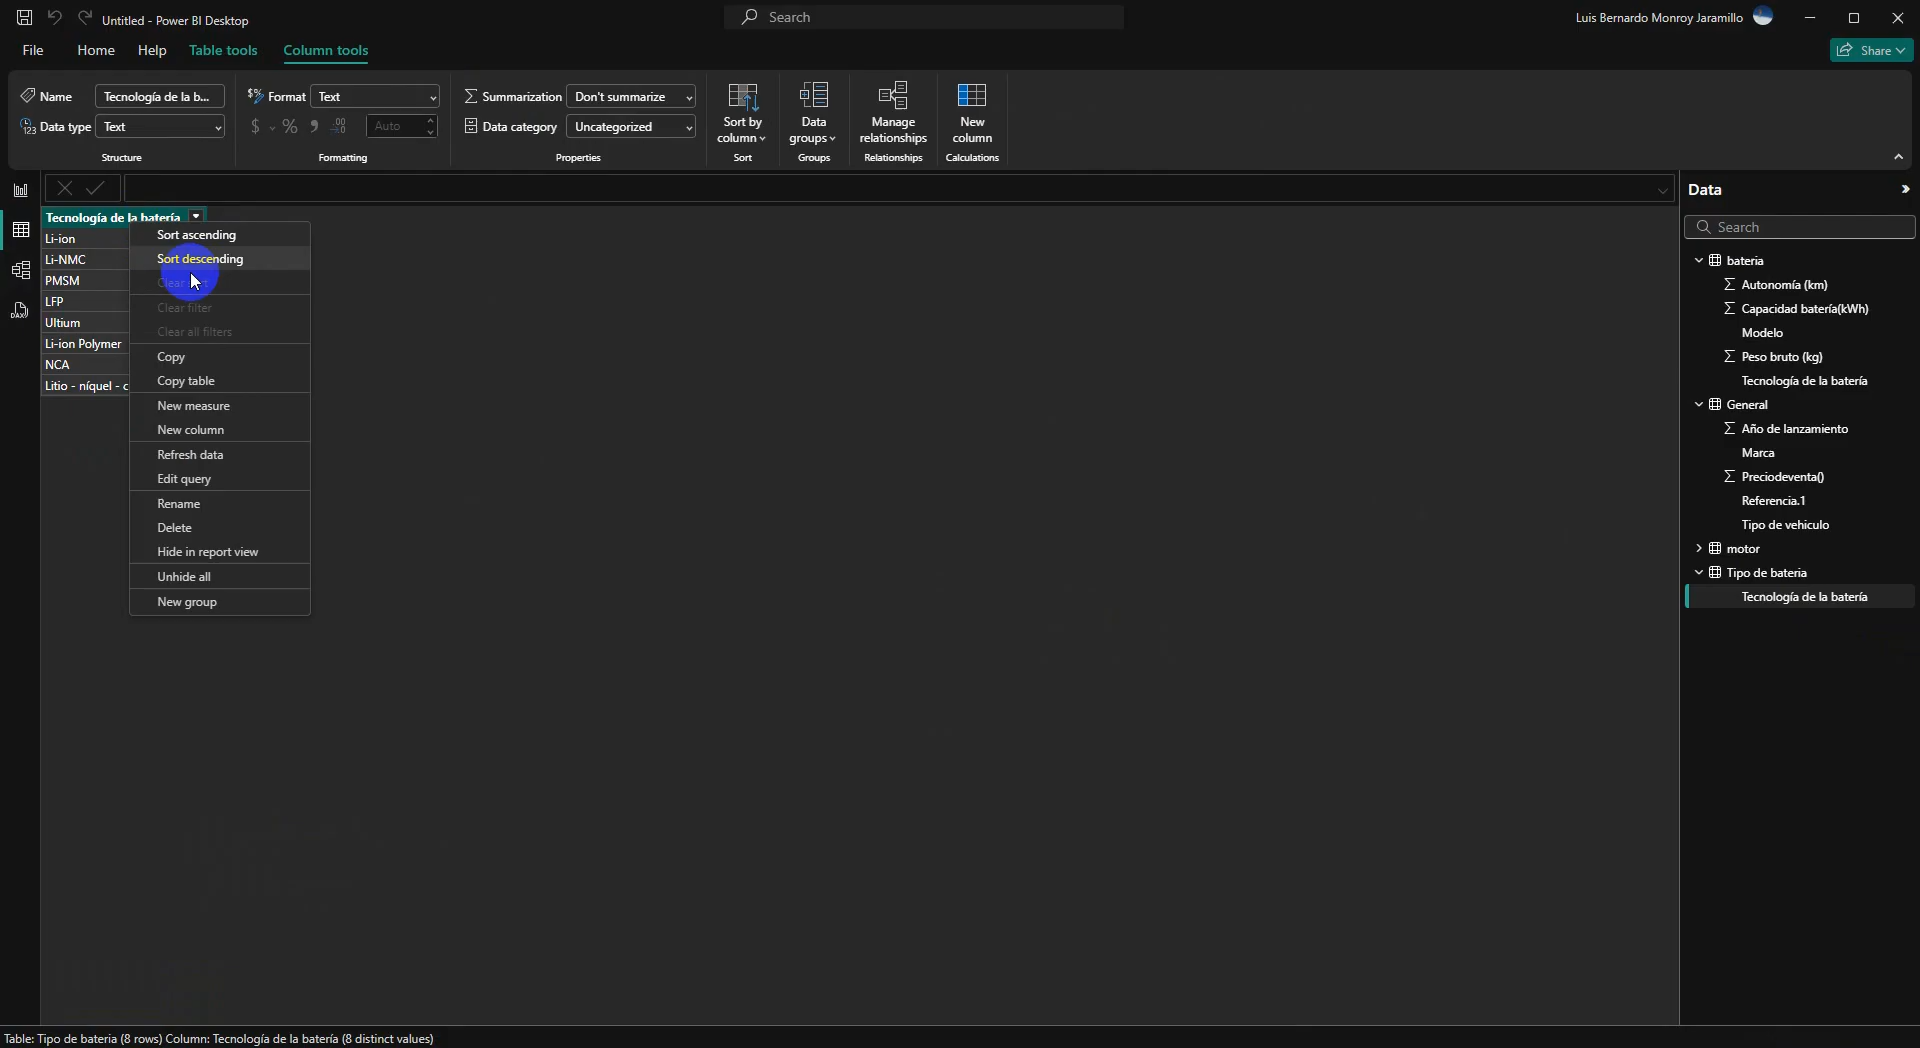 Untitled - Power BI Desktop
Search
Luis Bernardo Monroy Jaramillo
File
Home
Help
Table tools
Column tools
Share
Name
Tecnología de la b...
Data type
Text
Structure
Format
Text
Auto
Formatting
Summarization
Don't summarize
Data category
Uncategorized
Properties
Sort by
column
Sort
Data
groups
Groups
Manage
relationships
Relationships
New
column
Calculations
Tecnología de la batería
Li-ion
Li-NMC
PMSM
LFP
Ultium
Li-ion Polymer
NCA
Litio - níquel - c
Sort ascending
Sort descending
Clear sort
Clear filter
Clear all filters
Copy
Copy table
New measure
New column
Refresh data
Edit query
Rename
Delete
Hide in report view
Unhide all
New group
Data
Search
bateria
Autonomía (km)
Capacidad batería(kWh)
Modelo
Peso bruto (kg)
Tecnología de la batería
General
Año de lanzamiento
Marca
Preciodeventa()
Referencia.1
Tipo de vehiculo
motor
Tipo de bateria
Tecnología de la batería
Table: Tipo de bateria (8 rows) Column: Tecnología de la batería (8 distinct values)